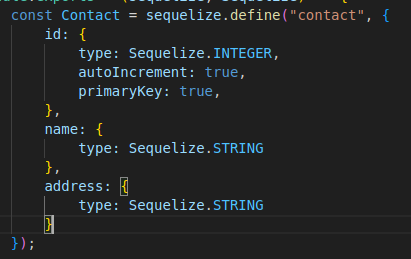 const Contact = sequelize.define("contact", {
    id: {
        type: Sequelize.INTEGER,
        autoIncrement: true,
        primaryKey: true,
    },
    name: {
        type: Sequelize.STRING
    },
    address: {
        type: Sequelize.STRING
    }
});